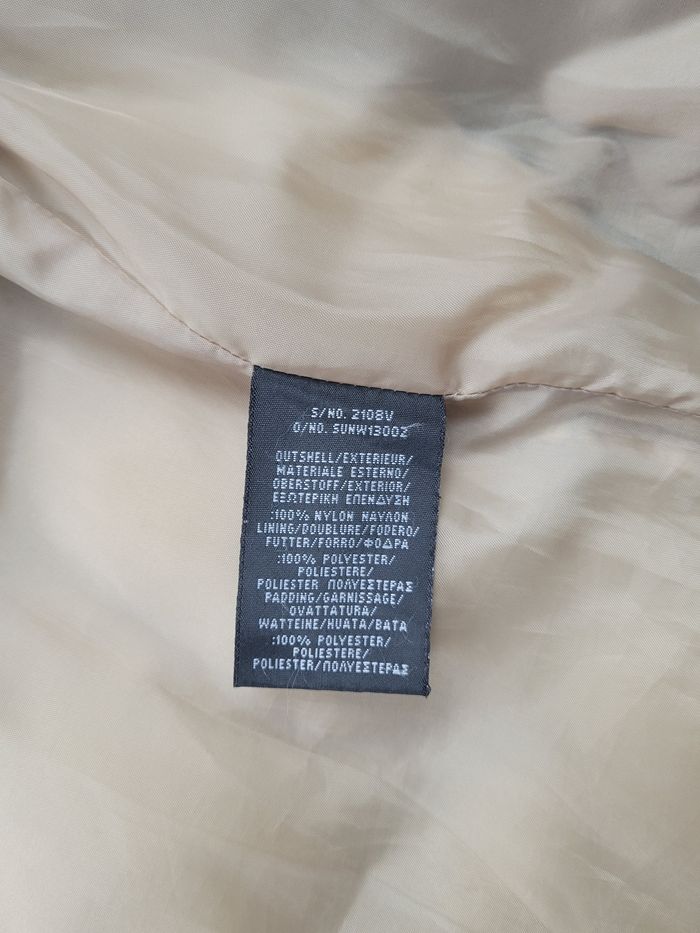 S/NO. 2108V
O/NO. SUNW13002
OUTSHELL/EXTERIEUR/
MATERIALE ESTERNO/
OBERSTOFF/EXTERIOR/
ΕΞΩΤΕΡΙΚΗ ΕΠΕΝΔΥΣΗ
:100% NYLON ΝΑΥΛΟΝ
LINING/DOUBLURE/FODERO/
FUTTER/FORRO/ΦΟΔΡΑ
:100% POLYESTER/
POLIESTERE/
POLIESTER ΠΟΛΥΕΣΤΕΡΑΣ
PADDING/GARNISSAGE/
OVATTATURA/
WATTEINE/HUATA/ΒΑΤΑ
:100% POLYESTER/
POLIESTERE/
POLIESTER/ΠΟΛΥΕΣΤΕΡΑΣ